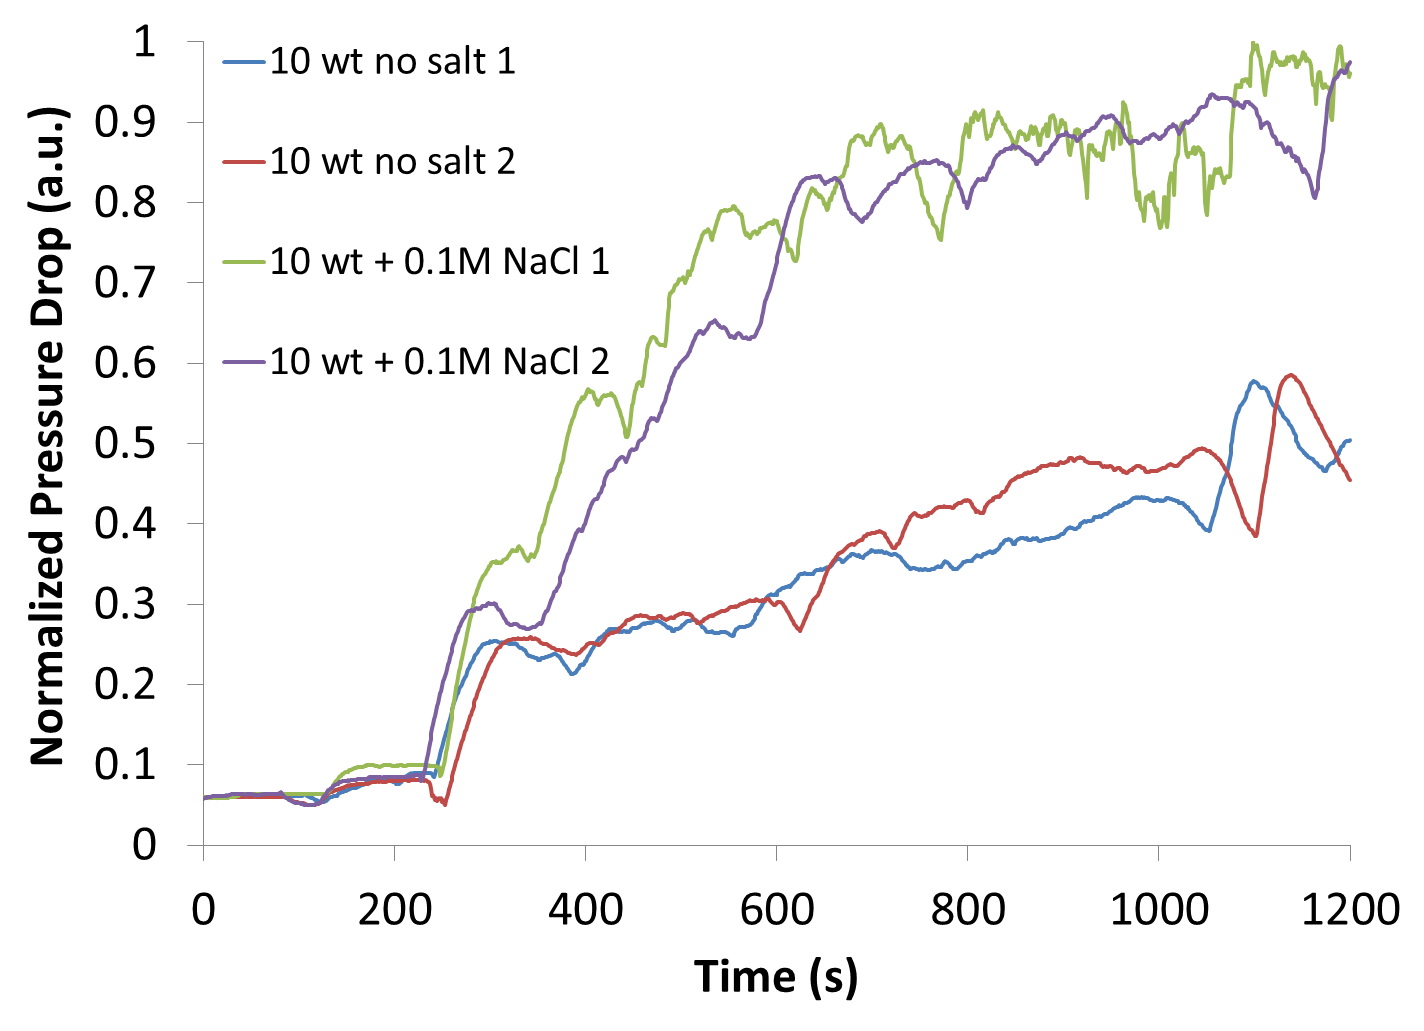 Normalized Pressure Drop (a.u.)
1
0.9
0.8
0.7
0.6
0.5
0.4
0.3
0.2
0.1
0
10 wt no salt 1
10 wt no salt 2
10 wt + 0.1M NaCl 1
10 wt + 0.1M NaCl 2
0 200 400 600 800 1000 1200
Time (s)